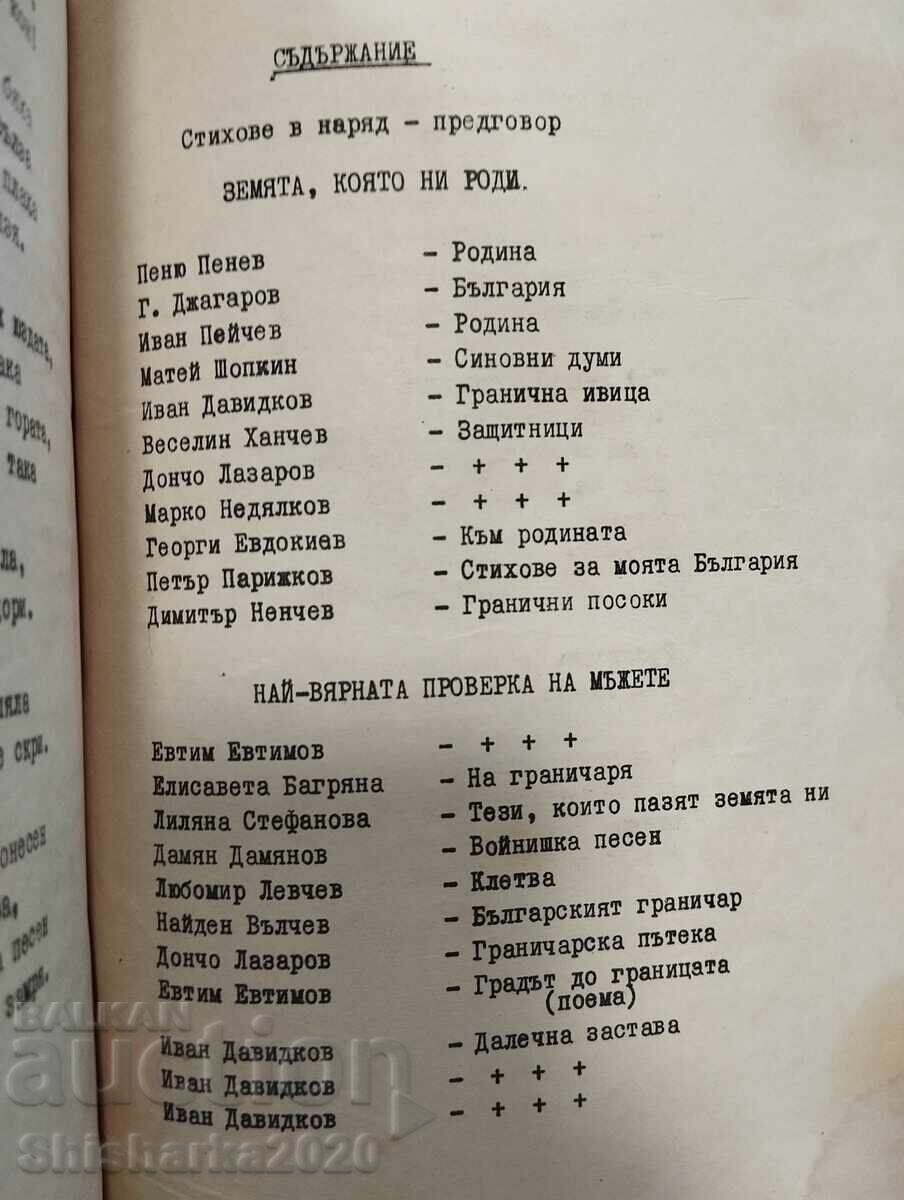 СЪДЪРЖАНИЕ
Стихове в наряд – предговор
ЗЕМЯТА, КОЯТО НИ РОДИ.
Пеню Пенев – Родина
Г. Джагаров – България
Иван Пейчев – Родина
Матей Шопкин – Синовни думи
Иван Давидков – Гранична ивица
Веселин Ханчев – Защитници
Дончо Лазаров – + + +
Марко Недялков – + + +
Георги Евдокиев – Към родината
Петър Парижков – Стихове за моята България
Димитър Ненчев – Гранични посоки
НАЙ-ВЯРНАТА ПРОВЕРКА НА МЪЖЕТЕ
Евтим Евтимов – + + +
Елисавета Багряна – На граничаря
Лиляна Стефанова – Тези, които пазят земята ни
Дамян Дамянов – Войнишка песен
Любомир Левчев – Клетва
Найден Вълчев – Българският граничар
Дончо Лазаров – Граничарска пътека
Евтим Евтимов – Градът до границата
(поема)
Иван Давидков – Далечна застава
Иван Давидков – + + +
Иван Давидков – + + +
гората,
така
песен
BALKAN
auction
Shisharka2020